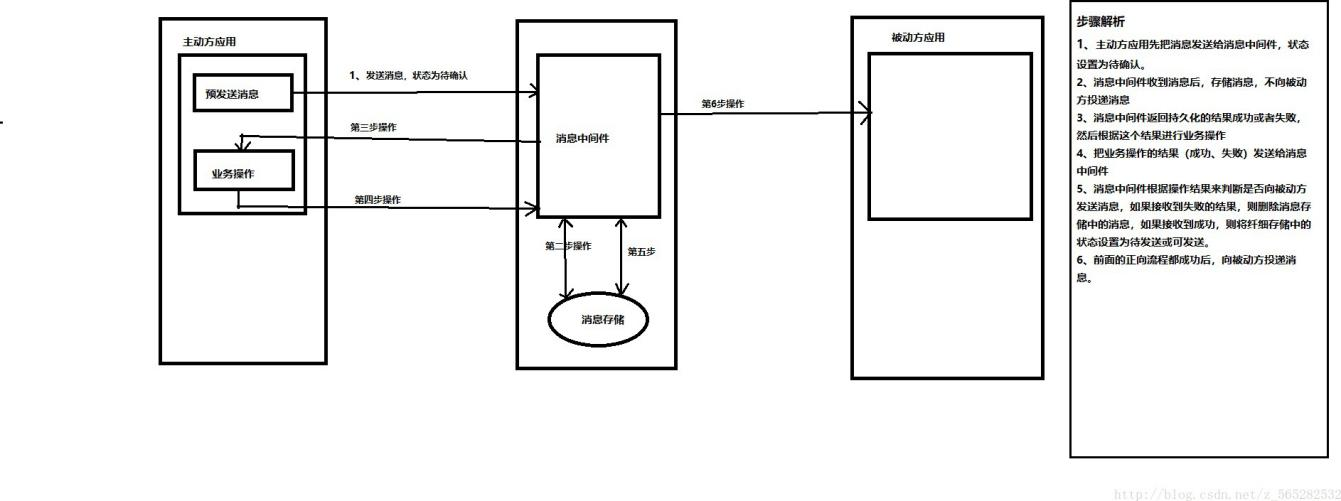 主动方应用
预发送消息
业务操作
1、发送消息，状态为待确认
第三步操作
第四步操作
消息中间件
第二步操作
第五步
消息存储
第6步操作
被动方应用
步骤解析
1、主动方应用先把消息发送给消息中间件，状态
设置为待确认。
2、消息中间件收到消息后，存储消息，不向被动
方投递消息
3、消息中间件返回持久化的结果成功或者失败，
然后根据这个结果进行业务操作
4、把业务操作的结果（成功、失败）发送给消息
中间件
5、消息中间件根据操作结果来判断是否向被动方
发送消息，如果接收到失败的结果，则删除消息存
储中的消息，如果接收到成功，则将纤细存储中的
状态设置为待发送或可发送。
6、前面的正向流程都成功后，向被动方投递消
息。
http://blog.csdn.net/z_565282532